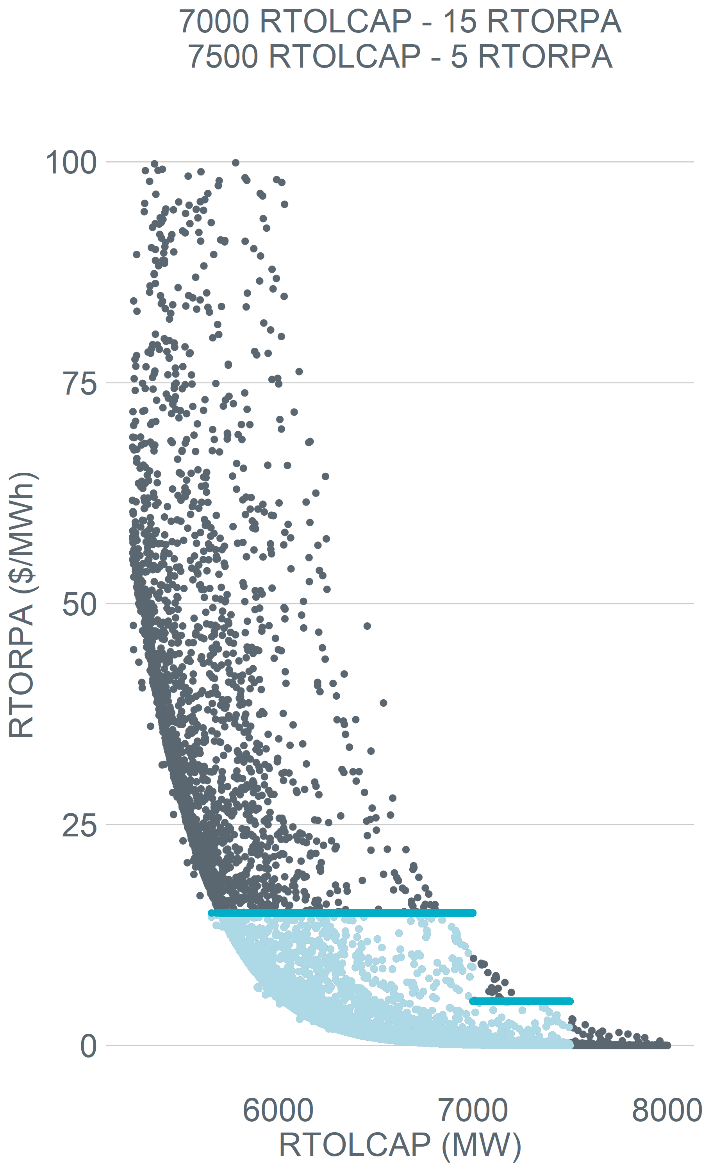 7000 RTOLCAP - 15 RTORPA
7500 RTOLCAP - 5 RTORPA
100
75
50
25
0
RTORPA ($/MWh)
6000 7000 8000
RTOLCAP (MW)